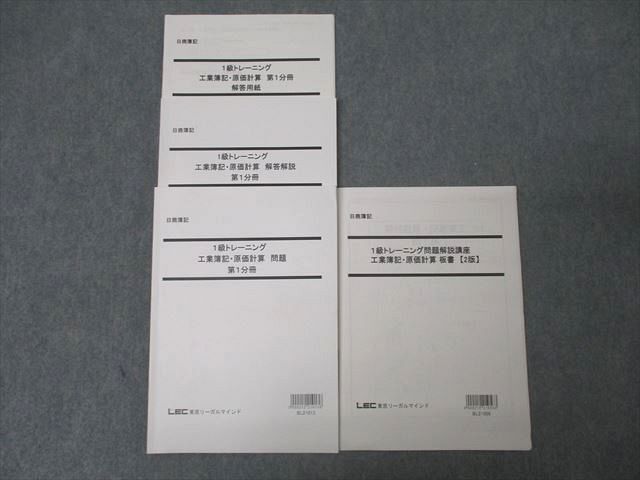 日商簿記
1級トレーニング
工業簿記・原価計算 第1分冊
解答用紙
日商簿記
1級トレーニング
工業簿記・原価計算 解答解説
第1分冊
日商簿記
1級トレーニング
工業簿記・原価計算 問題
第1分冊
LEC東京リーガルマインド
日商簿記
1級トレーニング問題解説講座
工業簿記・原価計算 板書【2版】
LEC東京リーガルマインド